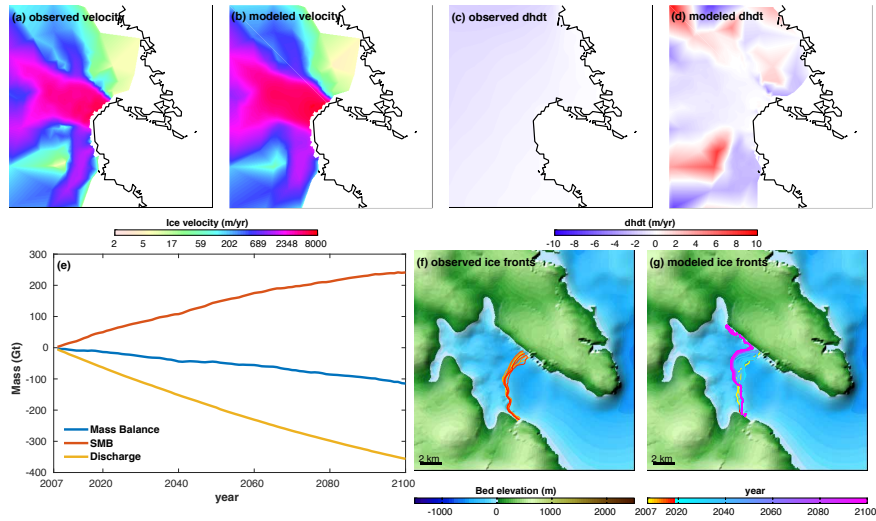 (a) observed velocity
(b) modeled velocity
(c) observed dhdt
(d) modeled dhdt
Ice velocity (m/yr)
2 5 17 59 202 689 2348 8000
dhdt (m/yr)
-10 -8 -6 -4 -2 0 2 4 6 8 10
(e)
Mass (Gt)
300
200
100
0
-100
-200
-300
-400
Mass Balance
SMB
Discharge
2007 2020 2040 2060 2080 2100
year
(f) observed ice fronts
2 km
(g) modeled ice fronts
2 km
Bed elevation (m)
-1000 0 1000 2000
year
2007 2020 2040 2060 2080 2100